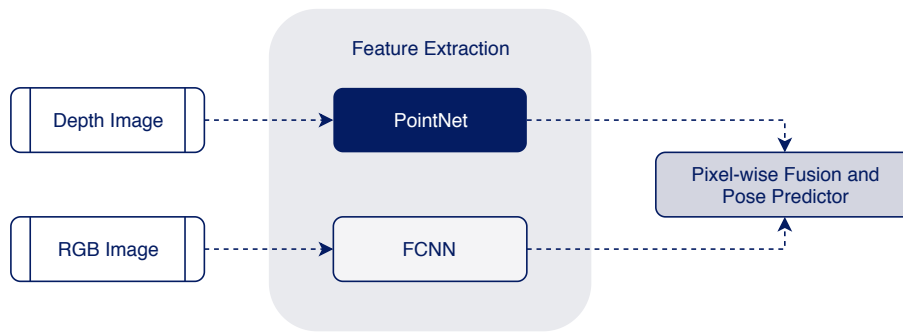 Feature Extraction
Depth Image
PointNet
Pixel-wise Fusion and
Pose Predictor
RGB Image
FCNN